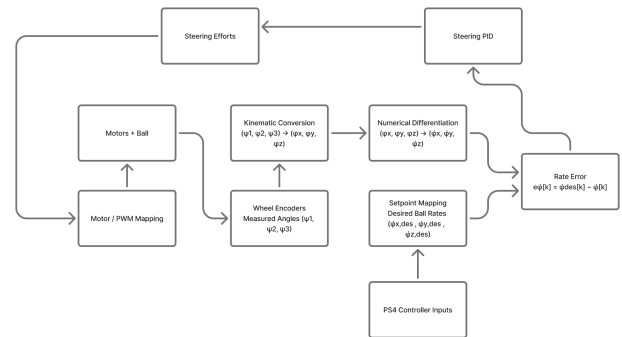 Steering Efforts
Steering PID
Motors + Ball
Kinematic Conversion
(ψ1, ψ2, ψ3) → (φx, φy,
φz)
Numerical Differentiation
(φx, φy, φz) → (φ̇x, φ̇y,
φ̇z)
Rate Error
eφ̇[k] = φ̇des[k] − φ̇[k]
Motor / PWM Mapping
Wheel Encoders
Measured Angles (ψ1,
ψ2, ψ3)
Setpoint Mapping
Desired Ball Rates
(φ̇x,des , φ̇y,des ,
φ̇z,des)
PS4 Controller Inputs